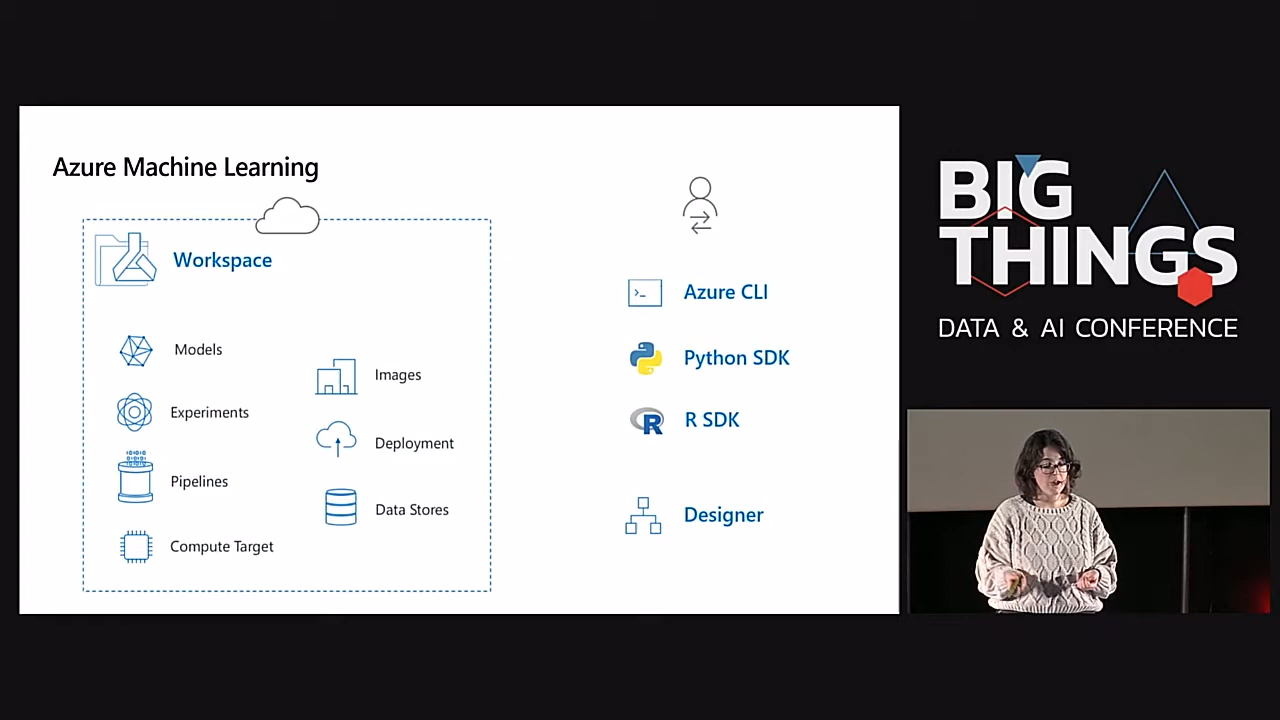 Azure Machine Learning
Workspace
Models
Experiments
Pipelines
Compute Target
Images
Deployment
Data Stores
Azure CLI
Python SDK
R SDK
Designer
BIG
THINGS
DATA & AI CONFERENCE